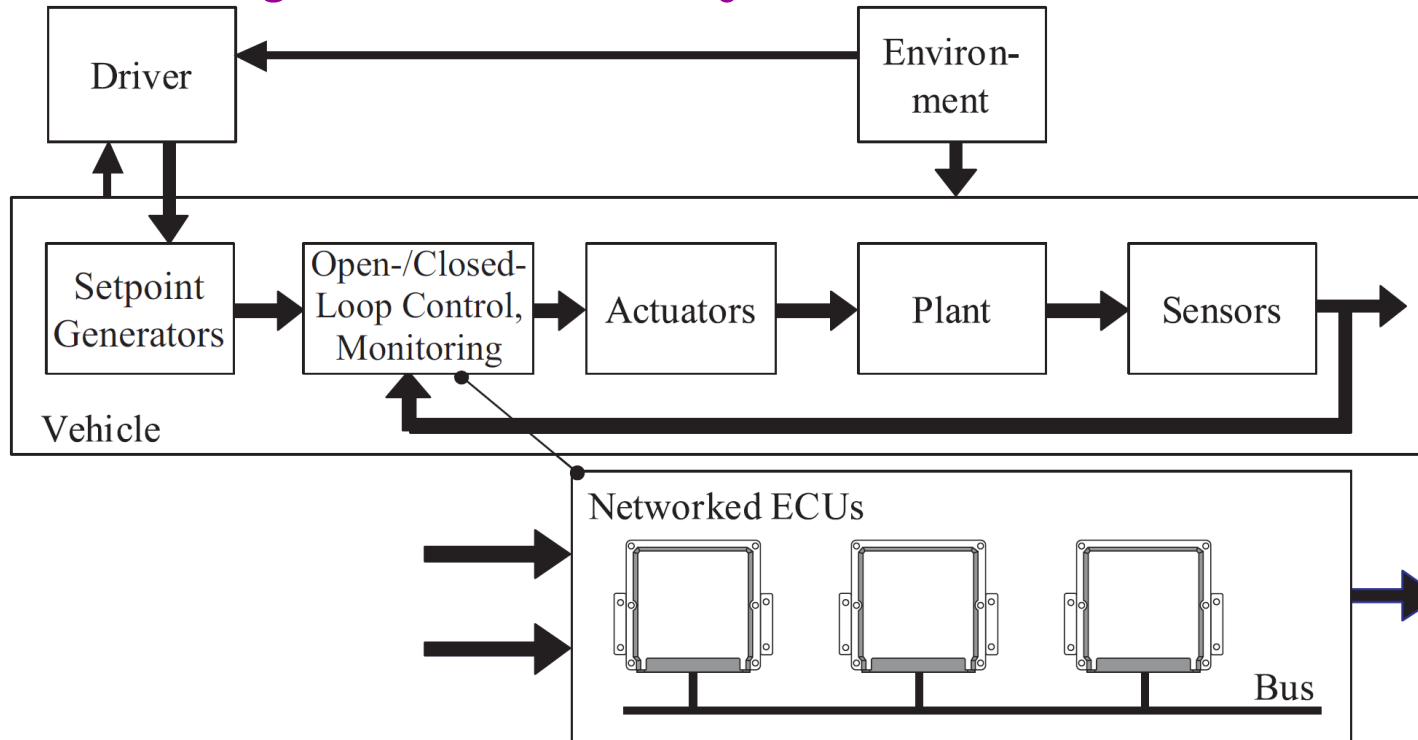 Driver
Environ-
ment
Setpoint
Generators
Open-/Closed-
Loop Control,
Monitoring
Actuators
Plant
Sensors
Vehicle
Networked ECUs
Bus